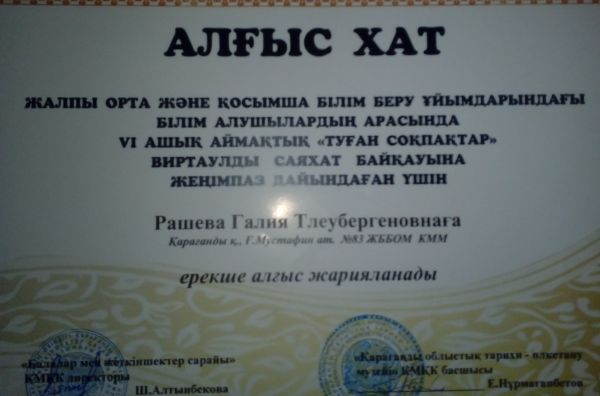 АЛҒЫС ХАТ
ЖАЛПЫ ОРТА ЖӘНЕ ҚОСЫМША БІЛІМ БЕРУ ҰЙЫМДАРЫНДАҒЫ
БІЛІМ АЛУШЫЛАРДЫҢ АРАСЫНДА
VI АШЫҚ АЙМАҚТЫҚ «ТУҒАН СОҚПАҚТАР»
ВИРТАУЛДЫ САЯХАТ БАЙҚАУЫНА
ЖЕҢІМПАЗ ДАЙЫНДАҒАН ҮШІН
Рашева Галия Тлеубергеновнаға
Қарағанды қ., Ғ.Мустафин ат. №83 ЖББОМ КММ
ерекше алғыс жарияланады
«Балалар мен жеткіншектер сарайы»
КМҚК директоры
Ш.Алтынбекова
«Қарағанды облыстық тарихи - өлкетану
музейі» КМҚК басшысы
Е.Нұрмағанбетов